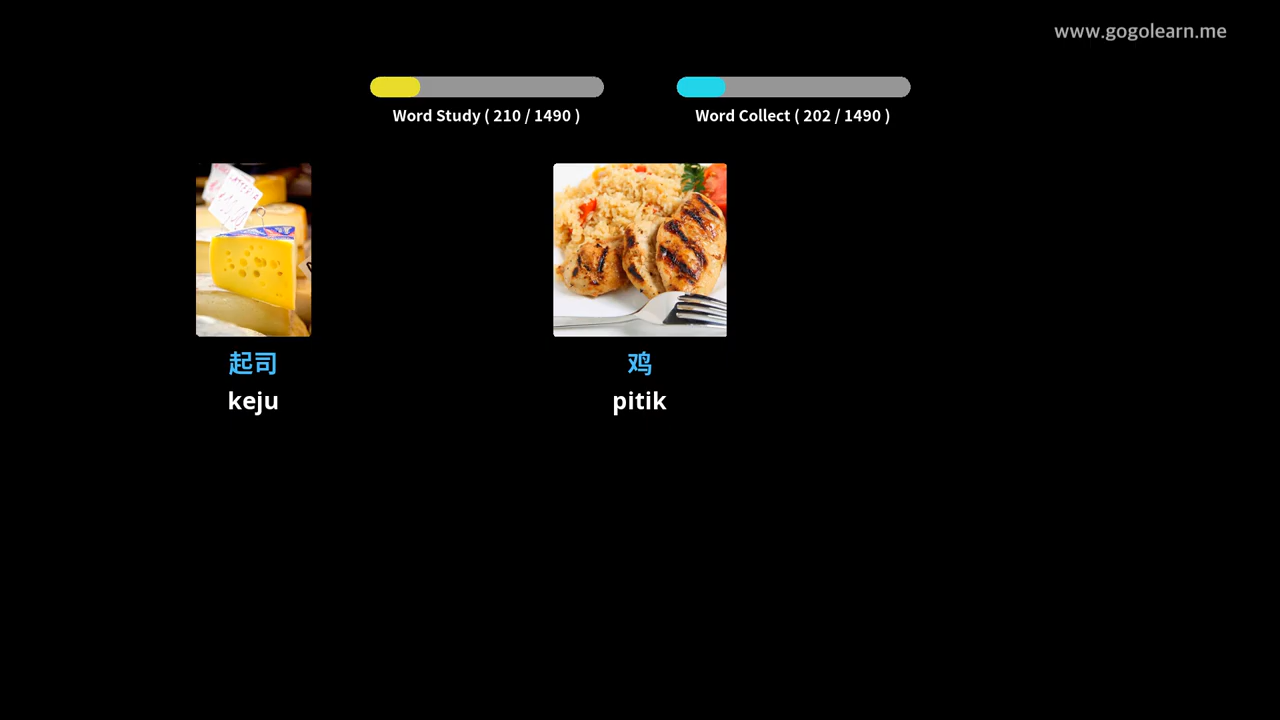 www.gogolearn.me
Word Study ( 210 / 1490 )
Word Collect ( 202 / 1490 )
起司
keju
鸡
pitik